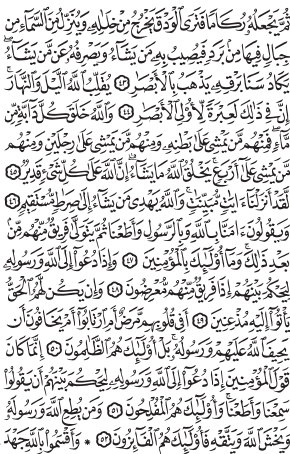 ثُمَّ يَجْعَلُهُۥ رُكَامًا فَتَرَى ٱلْوَدْقَ يَخْرُجُ مِنْ خِلَٰلِهِۦ وَيُنَزِّلُ مِنَ ٱلسَّمَآءِ مِن
جِبَالٍ فِيهَا مِنۢ بَرَدٍ فَيُصِيبُ بِهِۦ مَن يَشَآءُ وَيَصْرِفُهُۥ عَن مَّن يَشَآءُ ۖ
يَكَادُ سَنَا بَرْقِهِۦ يَذْهَبُ بِٱلْأَبْصَٰرِ ٤٣ يُقَلِّبُ ٱللَّهُ ٱلَّيْلَ وَٱلنَّهَارَ ۚ
إِنَّ فِى ذَٰلِكَ لَعِبْرَةً لِّأُو۟لِى ٱلْأَبْصَٰرِ ٤٤ وَٱللَّهُ خَلَقَ كُلَّ دَآبَّةٍ مِّن
مَّآءٍ ۖ فَمِنْهُم مَّن يَمْشِى عَلَىٰ بَطْنِهِۦ وَمِنْهُم مَّن يَمْشِى عَلَىٰ رِجْلَيْنِ وَمِنْهُم
مَّن يَمْشِى عَلَىٰٓ أَرْبَعٍ ۚ يَخْلُقُ ٱللَّهُ مَا يَشَآءُ ۚ إِنَّ ٱللَّهَ عَلَىٰ كُلِّ شَىْءٍ قَدِيرٌ ٤٥
لَّقَدْ أَنزَلْنَآ ءَايَٰتٍ مُّبَيِّنَٰتٍ ۚ وَٱللَّهُ يَهْدِى مَن يَشَآءُ إِلَىٰ صِرَٰطٍ مُّسْتَقِيمٍ ٤٦
وَيَقُولُونَ ءَامَنَّا بِٱللَّهِ وَبِٱلرَّسُولِ وَأَطَعْنَا ثُمَّ يَتَوَلَّىٰ فَرِيقٌ مِّنْهُم مِّنۢ
بَعْدِ ذَٰلِكَ ۚ وَمَآ أُو۟لَٰٓئِكَ بِٱلْمُؤْمِنِينَ ٤٧ وَإِذَا دُعُوٓا۟ إِلَى ٱللَّهِ وَرَسُولِهِۦ
لِيَحْكُمَ بَيْنَهُمْ إِذَا فَرِيقٌ مِّنْهُم مُّعْرِضُونَ ٤٨ وَإِن يَكُن لَّهُمُ ٱلْحَقُّ
يَأْتُوٓا۟ إِلَيْهِ مُذْعِنِينَ ٤٩ أَفِى قُلُوبِهِم مَّرَضٌ أَمِ ٱرْتَابُوٓا۟ أَمْ يَخَافُونَ أَن
يَحِيفَ ٱللَّهُ عَلَيْهِمْ وَرَسُولُهُۥ ۚ بَلْ أُو۟لَٰٓئِكَ هُمُ ٱلظَّٰلِمُونَ ٥٠ إِنَّمَا كَانَ
قَوْلَ ٱلْمُؤْمِنِينَ إِذَا دُعُوٓا۟ إِلَى ٱللَّهِ وَرَسُولِهِۦ لِيَحْكُمَ بَيْنَهُمْ أَن يَقُولُوا۟
سَمِعْنَا وَأَطَعْنَا ۚ وَأُو۟لَٰٓئِكَ هُمُ ٱلْمُفْلِحُونَ ٥١ وَمَن يُطِعِ ٱللَّهَ وَرَسُولَهُۥ
وَيَخْشَ ٱللَّهَ وَيَتَّقْهِ فَأُو۟لَٰٓئِكَ هُمُ ٱلْفَآئِزُونَ ٥٢ ۞ وَأَقْسَمُوا۟ بِٱللَّهِ جَهْدَ